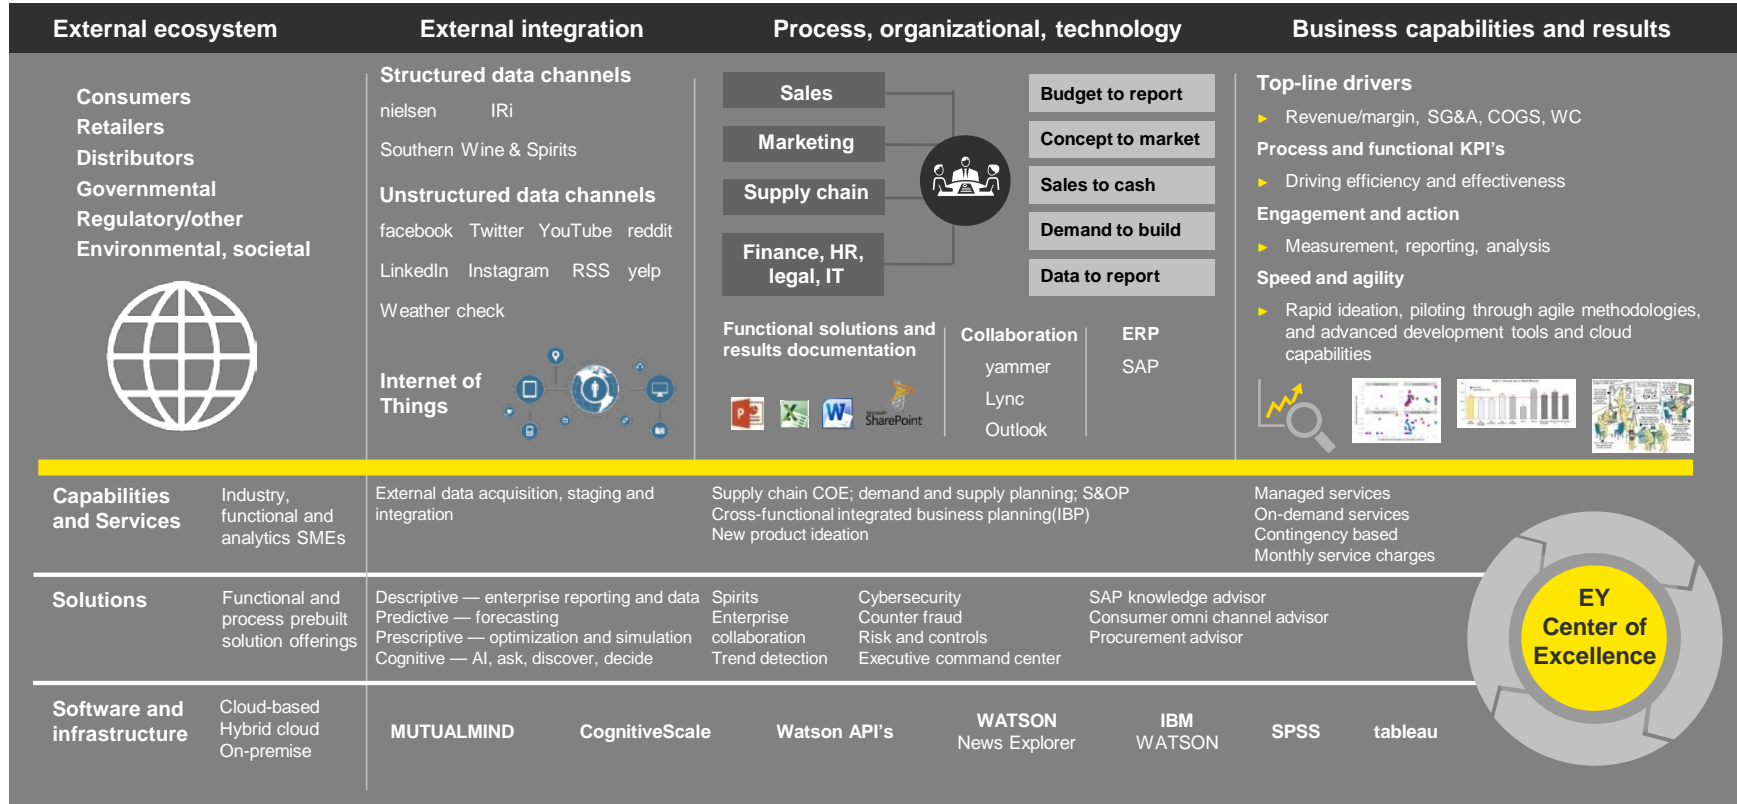 External ecosystem
External integration
Process, organizational, technology
Business capabilities and results
Consumers
Retailers
Distributors
Governmental
Regulatory/other
Environmental, societal
Structured data channels
nielsen IRi
Southern Wine & Spirits
Unstructured data channels
facebook Twitter YouTube reddit
LinkedIn Instagram RSS yelp
Weather check
Internet of
Things
Sales
Marketing
Supply chain
Finance, HR,
legal, IT
Budget to report
Concept to market
Sales to cash
Demand to build
Data to report
Functional solutions and
results documentation
SharePoint
Collaboration
yammer
Lync
Outlook
ERP
SAP
Top-line drivers
► Revenue/margin, SG&A, COGS, WC
Process and functional KPI's
► Driving efficiency and effectiveness
Engagement and action
► Measurement, reporting, analysis
Speed and agility
► Rapid ideation, piloting through agile methodologies,
and advanced development tools and cloud
capabilities
Capabilities
and Services
Industry,
functional and
analytics SMEs
External data acquisition, staging and
integration
Supply chain COE; demand and supply planning; S&OP
Cross-functional integrated business planning(IBP)
New product ideation
Managed services
On-demand services
Contingency based
Monthly service charges
Solutions
Functional and
process prebuilt
solution offerings
Descriptive — enterprise reporting and data
Predictive — forecasting
Prescriptive — optimization and simulation
Cognitive — AI, ask, discover, decide
Spirits
Enterprise
collaboration
Trend detection
Cybersecurity
Counter fraud
Risk and controls
Executive command center
SAP knowledge advisor
Consumer omni channel advisor
Procurement advisor
EY
Center of
Excellence
Software and
infrastructure
Cloud-based
Hybrid cloud
On-premise
MUTUALMIND
CognitiveScale
Watson API's
WATSON
News Explorer
IBM
WATSON
SPSS
tableau